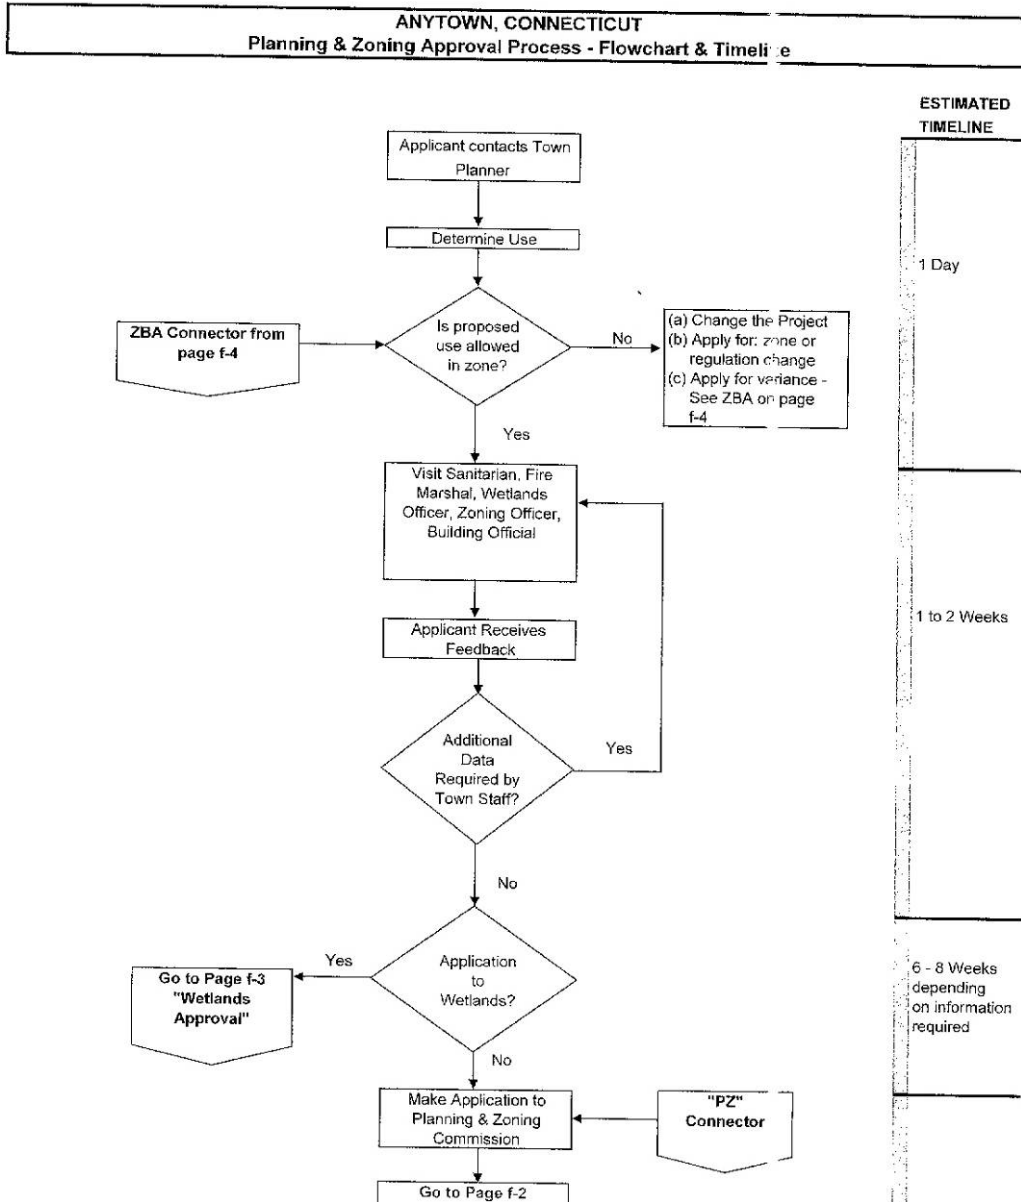 ANYTOWN, CONNECTICUT
Planning & Zoning Approval Process - Flowchart & Timeline
ESTIMATED
TIMELINE
Applicant contacts Town
Planner
Determine Use
1 Day
ZBA Connector from
page f-4
Is proposed
use allowed
in zone?
No
(a) Change the Project
(b) Apply for: zone or
regulation change
(c) Apply for variance -
See ZBA on page
f-4
Yes
Visit Sanitarian, Fire
Marshal, Wetlands
Officer, Zoning Officer,
Building Official
1 to 2 Weeks
Applicant Receives
Feedback
Additional
Data
Required by
Town Staff?
Yes
No
Application
to
Wetlands?
Yes
Go to Page f-3
"Wetlands
Approval"
6 - 8 Weeks
depending
on information
required
No
Make Application to
Planning & Zoning
Commission
"PZ"
Connector
Go to Page f-2